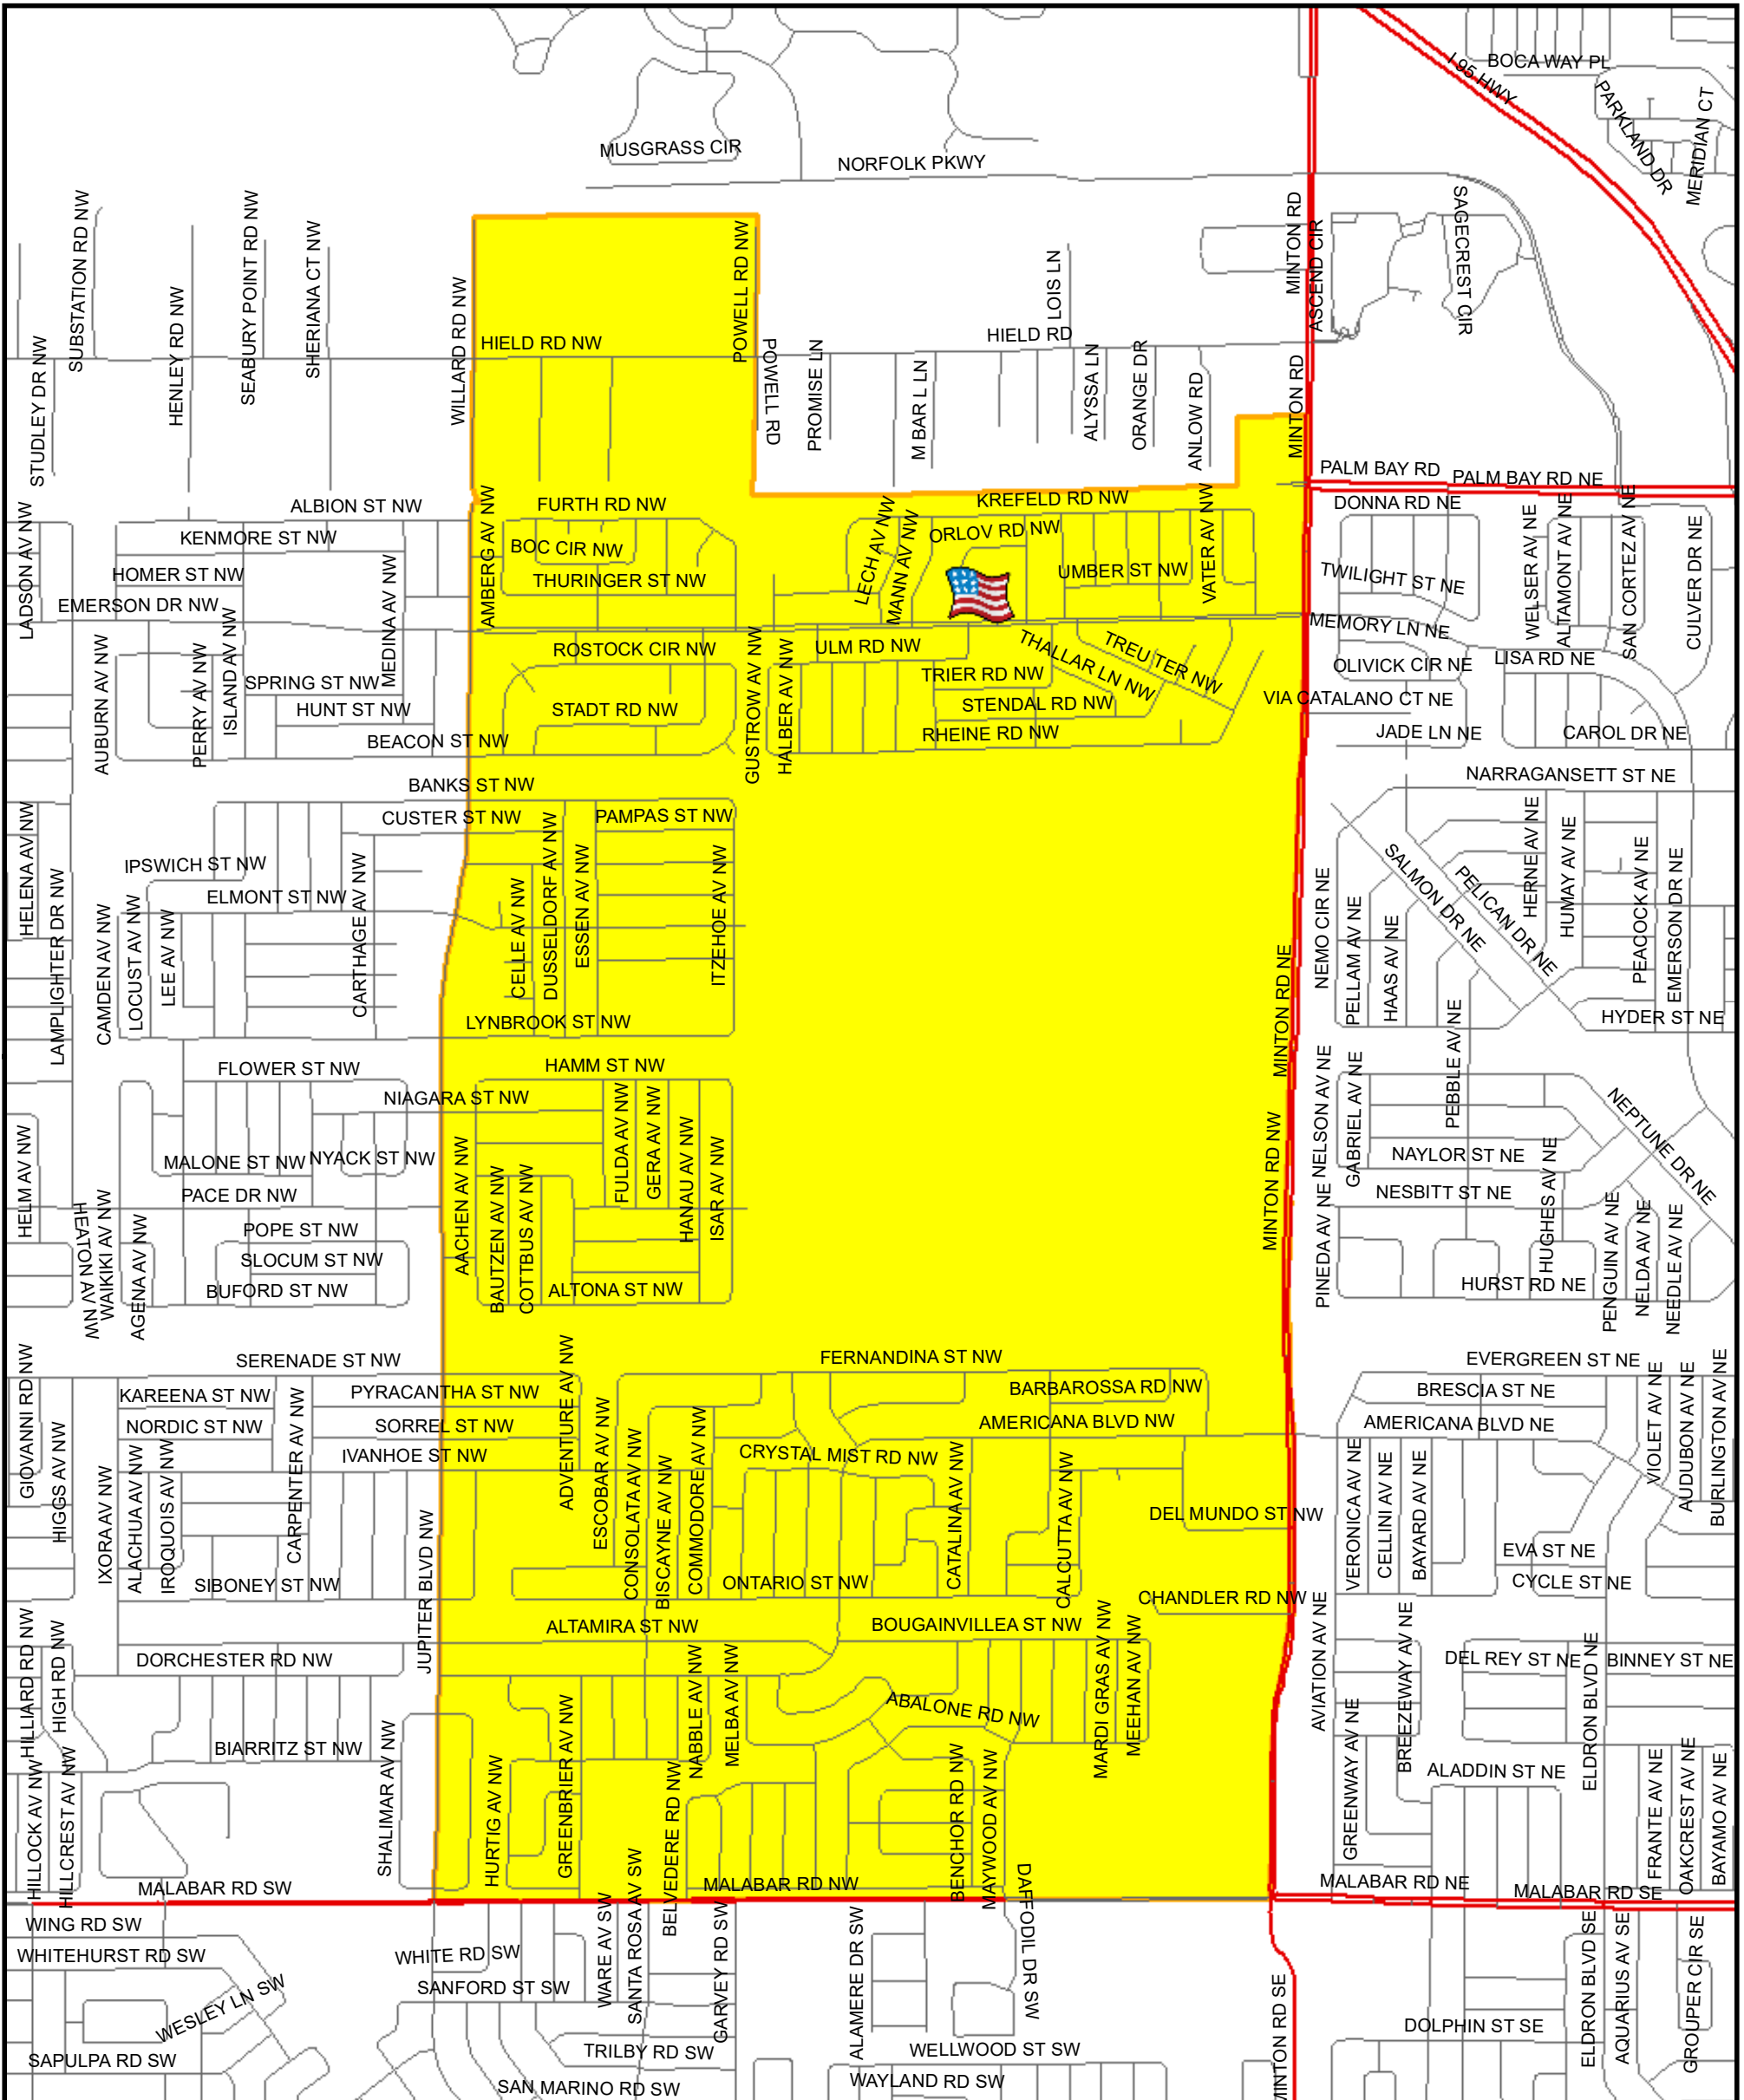 BOCA WAY PL
I 95 HWY
PARKLAND DR
MERIDIAN CT
MUSGRASS CIR
NORFOLK PKWY
SUBSTATION RD NW
SEABURY POINT RD NW
SHERIANA CT NW
HENLEY RD NW
STUDLEY DR NW
WILLARD RD NW
POWELL RD NW
HIELD RD NW
POWELL RD
PROMISE LN
M BAR L LN
LOIS LN
HIELD RD
ALYSSA LN
ORANGE DR
ANLOW RD
MINTON RD
ASCEND CIR
SAGECREST CIR
MINTON RD
PALM BAY RD
PALM BAY RD NE
LADSON AV NW
ALBION ST NW
KENMORE ST NW
HOMER ST NW
EMERSON DR NW
MEDINA AV NW
AMBERG AV NW
FURTH RD NW
BOC CIR NW
THURINGER ST NW
LECH AV NW
MANN AV NW
KREFELD RD NW
ORLOV RD NW
UMBER ST NW
VATER AV NW
DONNA RD NE
TWILIGHT ST NE
WELSER AV NE
ALTAMONT AV NE
SAN CORTEZ AV NE
CULVER DR NE
MEMORY LN NE
OLIVICK CIR NE
LISA RD NE
VIA CATALANO CT NE
JADE LN NE
CAROL DR NE
AUBURN AV NW
PERRY AV NW
ISLAND AV NW
SPRING ST NW
HUNT ST NW
BEACON ST NW
ROSTOCK CIR NW
STADT RD NW
GUSTROW AV NW
HALBER AV NW
ULM RD NW
TRIER RD NW
THALLAR LN NW
TREUTER NW
STENDAL RD NW
RHEINE RD NW
BANKS ST NW
CUSTER ST NW
PAMPAS ST NW
NARRAGANSETT ST NE
HELENA AV NW
LAMPLIGHTER DR NW
IPSWICH ST NW
ELMONT ST NW
CAMDEN AV NW
LOCUST AV NW
LEE AV NW
CARTHAGE AV NW
CELLE AV NW
DUSSELDORF AV NW
ESSEN AV NW
ITZEHOE AV NW
LYNBROOK ST NW
MINTON RD NE
NEMO CIR NE
PELLAM AV NE
HAAS AV NE
SALMON DR NE
PELICAN DR NE
HERNE AV NE
HUMAY AV NE
PEACOCK AV NE
EMERSON DR NE
HYDER ST NE
FLOWER ST NW
HAMM ST NW
NIAGARA ST NW
MALONE ST NW
NYACK ST NW
PACE DR NW
POPE ST NW
SLOCUM ST NW
BUFORD ST NW
HELM AV NW
HEATON AV NW
WAIKIKI AV NW
AGENA AV NW
AACHEN AV NW
BAUTZEN AV NW
COTTBUS AV NW
FULDA AV NW
GERA AV NW
HANAU AV NW
ISAR AV NW
ALTONA ST NW
MINTON RD NW
NELSON AV NE
PINEDA AV NE
GABRIEL AV NE
PEBBLE AV NE
NAYLOR ST NE
NESBITT ST NE
HUGHES AV NE
NEPTUNE DR NE
PENGUIN AV NE
NELDA AV NE
NEEDLE AV NE
HURST RD NE
SERENADE ST NW
KAREENA ST NW
PYRACANTHA ST NW
NORDIC ST NW
SORREL ST NW
IVANHOE ST NW
GIOVANNI RD NW
HIGGS AV NW
IXORA AV NW
ALACHUA AV NW
IROQUOIS AV NW
CARPENTER AV NW
SIBONEY ST NW
JUPITER BLVD NW
ADVENTURE AV NW
ESCOBAR AV NW
CONSOLATA AV NW
BISCAYNE AV NW
COMMODORE AV NW
FERNANDINA ST NW
BARBAROSSA RD NW
AMERICANA BLVD NW
CRYSTAL MIST RD NW
CATALINA AV NW
CALCUTTA AV NW
DEL MUNDO ST NW
ONTARIO ST NW
CHANDLER RD NW
EVERGREEN ST NE
BRESCIA ST NE
AMERICANA BLVD NE
VERONICA AV NE
CELLINI AV NE
BAYARD AV NE
VIOLET AV NE
AUDUBON AV NE
BURLINGTON AV NE
EVA ST NE
CYCLE ST NE
HILLIARD RD NW
HIGH RD NW
DORCHESTER RD NW
ALTAMIRA ST NW
BOUGAINVILLEA ST NW
NABBLE AV NW
MELBA AV NW
ABALONE RD NW
MARDI GRAS AV NW
MEEHAN AV NW
AVIATION AV NE
BREEZEWAY AV NE
DEL REY ST NE
BINNEY ST NE
ELDRON BLVD NE
BIARRITZ ST NW
SHALIMAR AV NW
HILLOCK AV NW
HILLCREST AV NW
HURTIG AV NW
GREENBRIER AV NW
BELVEDERE RD NW
BENCHOR RD NW
MAYWOOD AV NW
GREENWAY AV NE
ALADDIN ST NE
FRANTE AV NE
OAKCREST AV NE
BAYAMO AV NE
MALABAR RD SW
MALABAR RD NW
MALABAR RD NE
MALABAR RD SE
WING RD SW
WHITEHURST RD SW
WESLEY LN SW
SAPULPA RD SW
WHITE RD SW
SANFORD ST SW
WARE AV SW
SANTA ROSA AV SW
GARVEY RD SW
TRILBY RD SW
SAN MARINO RD SW
ALAMERE DR SW
DAFFODIL DR SW
WELLWOOD ST SW
WAYLAND RD SW
MINTON RD SE
ELDRON BLVD SE
AQUARIUS AV SE
GROUPER CIR SE
DOLPHIN ST SE